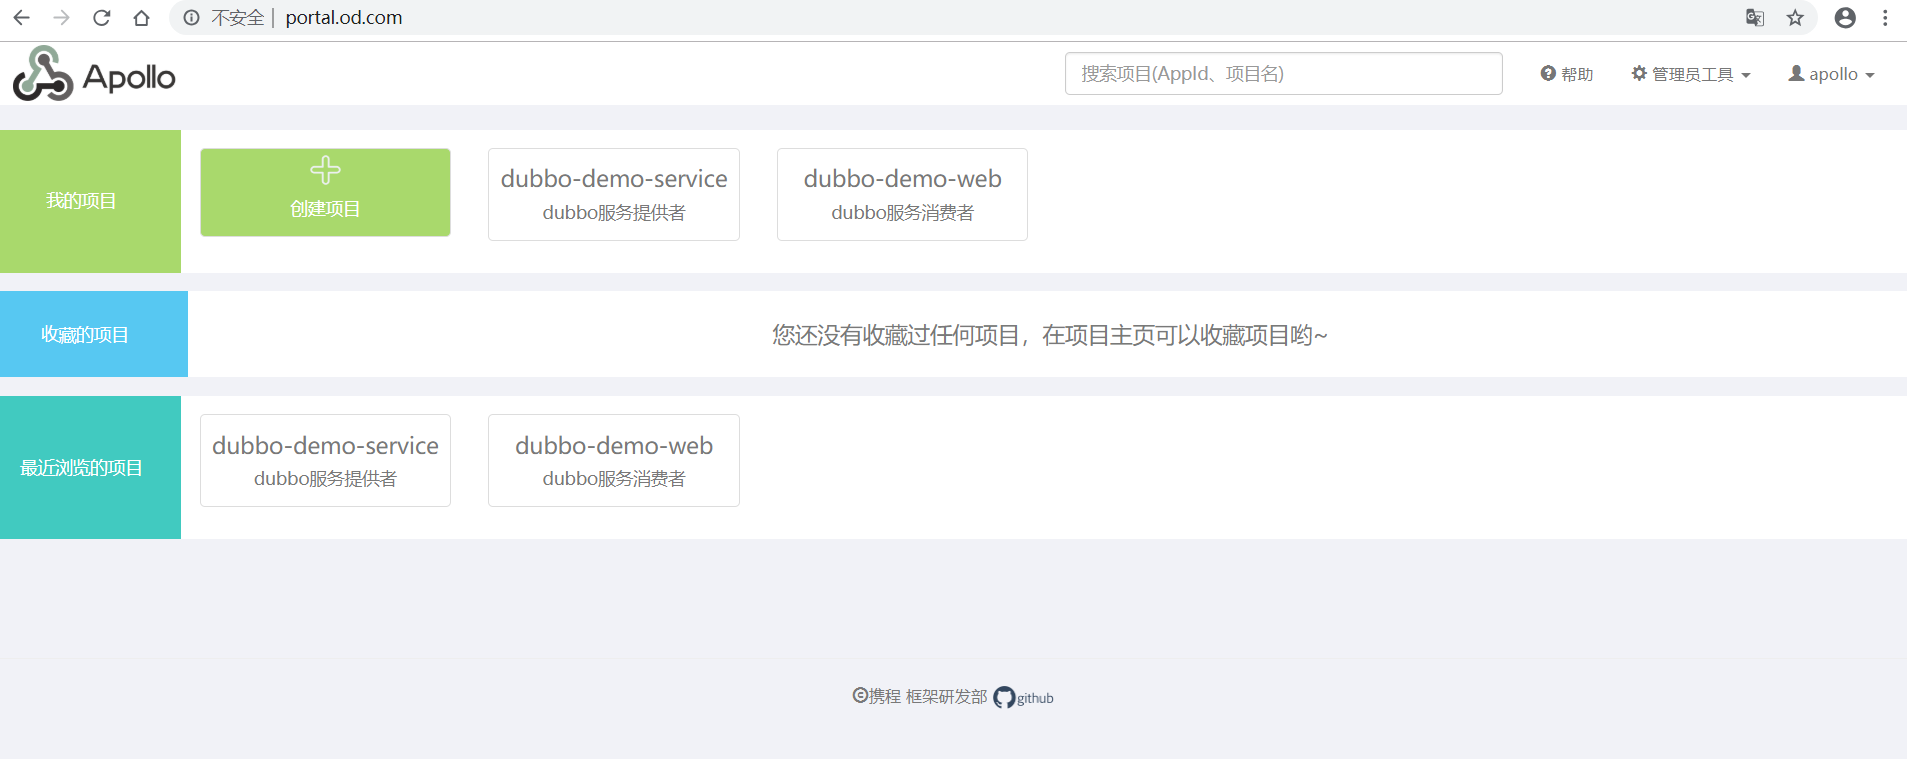 不安全 | portal.od.com
Apollo
搜索项目(AppId、项目名)
帮助
管理员工具
apollo
我的项目
创建项目
dubbo-demo-service
dubbo服务提供者
dubbo-demo-web
dubbo服务消费者
收藏的项目
您还没有收藏过任何项目，在项目主页可以收藏项目哟~
最近浏览的项目
dubbo-demo-service
dubbo服务提供者
dubbo-demo-web
dubbo服务消费者
©携程 框架研发部 github